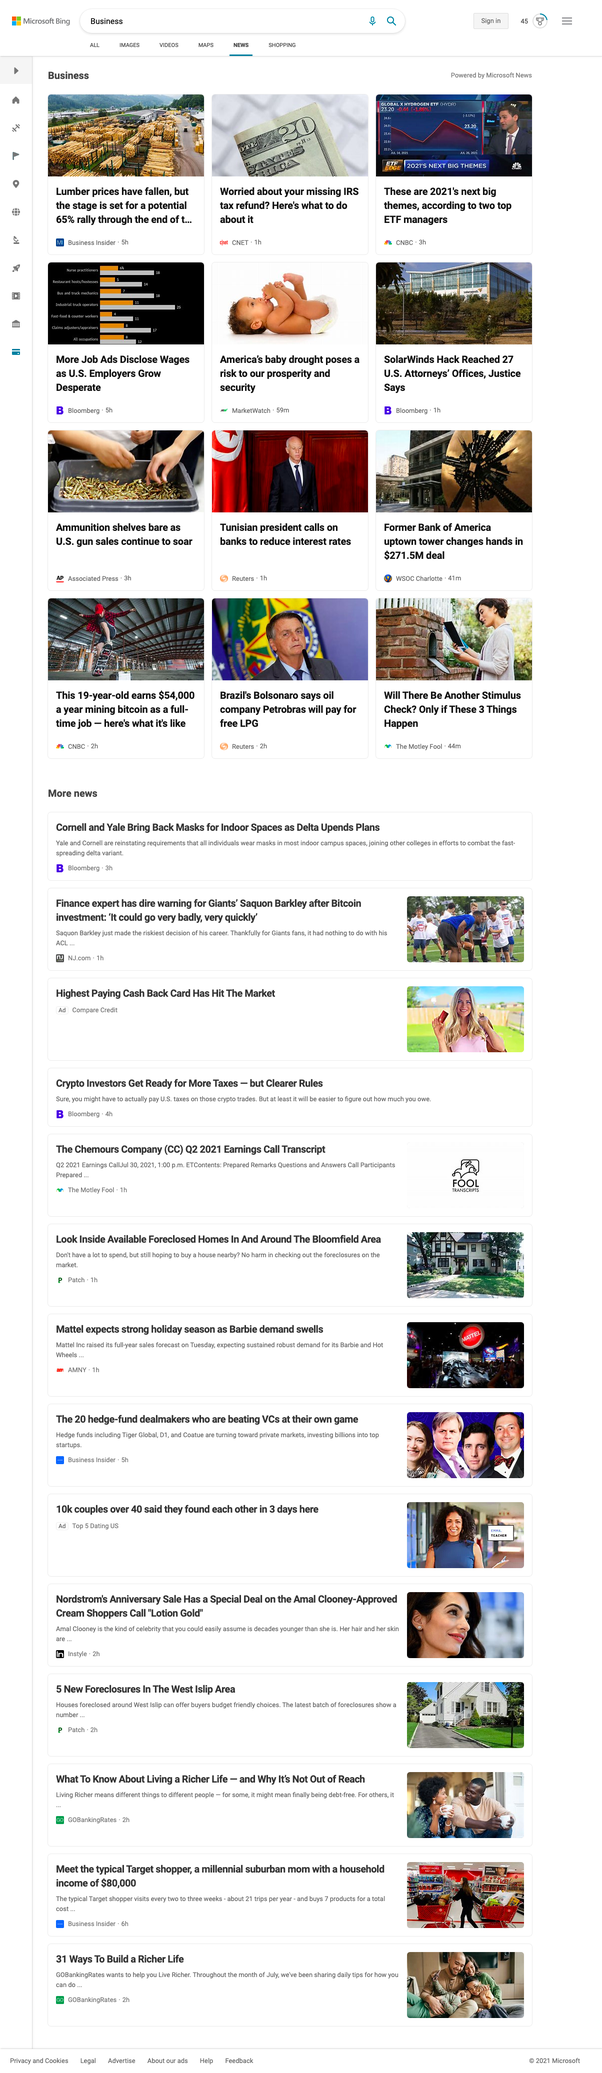 Microsoft Bing
Business
Sign in
45
ALL
IMAGES
VIDEOS
MAPS
NEWS
SHOPPING
Business
Powered by Microsoft News
Lumber prices have fallen, but
the stage is set for a potential
65% rally through the end of t...
Business Insider · 5h
Worried about your missing IRS
tax refund? Here's what to do
about it
CNET · 1h
GLOBAL X HYDROGEN ETF (HYDR)
23.20
ETF EDGE
2021'S NEXT BIG THEMES
These are 2021's next big
themes, according to two top
ETF managers
CNBC · 3h
Nurse practitioners
Restaurant hosts/hostesses
Bus and truck mechanics
Industrial truck operators
Fast-food & counter workers
Claims adjusters/appraisers
All occupations
More Job Ads Disclose Wages
as U.S. Employers Grow
Desperate
Bloomberg · 5h
America's baby drought poses a
risk to our prosperity and
security
MarketWatch · 59m
SolarWinds Hack Reached 27
U.S. Attorneys' Offices, Justice
Says
Bloomberg · 1h
Ammunition shelves bare as
U.S. gun sales continue to soar
AP Associated Press · 3h
Tunisian president calls on
banks to reduce interest rates
Reuters · 1h
Former Bank of America
uptown tower changes hands in
$271.5M deal
WSOC Charlotte · 41m
This 19-year-old earns $54,000
a year mining bitcoin as a full-
time job — here's what it's like
CNBC · 2h
Brazil's Bolsonaro says oil
company Petrobras will pay for
free LPG
Reuters · 2h
Will There Be Another Stimulus
Check? Only if These 3 Things
Happen
The Motley Fool · 44m
More news
Cornell and Yale Bring Back Masks for Indoor Spaces as Delta Upends Plans
Yale and Cornell are reinstating requirements that all individuals wear masks in most indoor campus spaces, joining other colleges in efforts to combat the fast-
spreading delta variant.
Bloomberg · 3h
Finance expert has dire warning for Giants' Saquon Barkley after Bitcoin
investment: 'It could go very badly, very quickly'
Saquon Barkley just made the riskiest decision of his career. Thankfully for Giants fans, it had nothing to do with his
ACL ...
NJ.com · 1h
Highest Paying Cash Back Card Has Hit The Market
Ad Compare Credit
Crypto Investors Get Ready for More Taxes — but Clearer Rules
Sure, you might have to actually pay U.S. taxes on those crypto trades. But at least it will be easier to figure out how much you owe.
Bloomberg · 4h
The Chemours Company (CC) Q2 2021 Earnings Call Transcript
Q2 2021 Earnings CallJul 30, 2021, 1:00 p.m. ETContents: Prepared Remarks Questions and Answers Call Participants
Prepared ...
The Motley Fool · 1h
FOOL
TRANSCRIPTS
Look Inside Available Foreclosed Homes In And Around The Bloomfield Area
Don't have a lot to spend, but still hoping to buy a house nearby? No harm in checking out the foreclosures on the
market.
Patch · 1h
Mattel expects strong holiday season as Barbie demand swells
Mattel Inc raised its full-year sales forecast on Tuesday, expecting sustained robust demand for its Barbie and Hot
Wheels ...
AMNY · 1h
MATTEL
The 20 hedge-fund dealmakers who are beating VCs at their own game
Hedge funds including Tiger Global, D1, and Coatue are turning toward private markets, investing billions into top
startups.
Business Insider · 5h
10k couples over 40 said they found each other in 3 days here
Ad Top 5 Dating US
TEACHER
Nordstrom's Anniversary Sale Has a Special Deal on the Amal Clooney-Approved
Cream Shoppers Call "Lotion Gold"
Amal Clooney is the kind of celebrity that you could easily assume is decades younger than she is. Her hair and her skin
are ...
Instyle · 2h
5 New Foreclosures In The West Islip Area
Houses foreclosed around West Islip can offer buyers budget friendly choices. The latest batch of foreclosures show a
number ...
Patch · 2h
What To Know About Living a Richer Life — and Why It's Not Out of Reach
Living Richer means different things to different people — for some, it might mean finally being debt-free. For others, it
...
GOBankingRates · 2h
Meet the typical Target shopper, a millennial suburban mom with a household
income of $80,000
The typical Target shopper visits every two to three weeks - about 21 trips per year - and buys 7 products for a total
cost ...
Business Insider · 6h
31 Ways To Build a Richer Life
GOBankingRates wants to help you Live Richer. Throughout the month of July, we've been sharing daily tips for how you
can do ...
GOBankingRates · 2h
Privacy and Cookies
Legal
Advertise
About our ads
Help
Feedback
© 2021 Microsoft